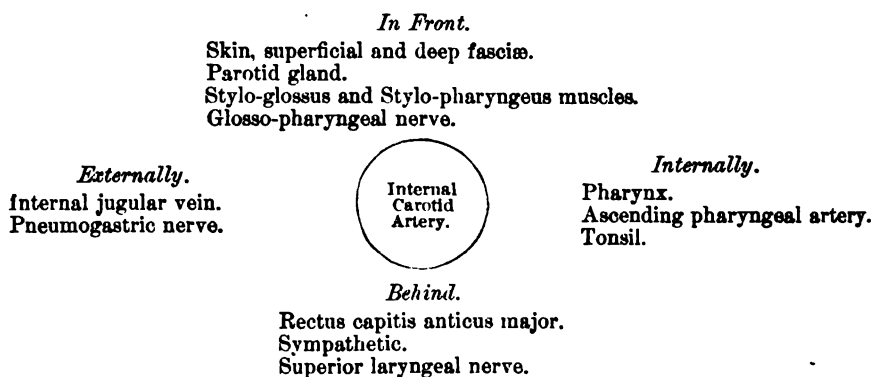 In Front.
Skin, superficial and deep fasciæ.
Parotid gland.
Stylo-glossus and Stylo-pharyngeus muscles.
Glosso-pharyngeal nerve.
Externally.
Internal jugular vein.
Pneumogastric nerve.
Internal
Carotid
Artery.
Internally.
Pharynx.
Ascending pharyngeal artery.
Tonsil.
Behind.
Rectus capitis anticus major.
Sympathetic.
Superior laryngeal nerve.